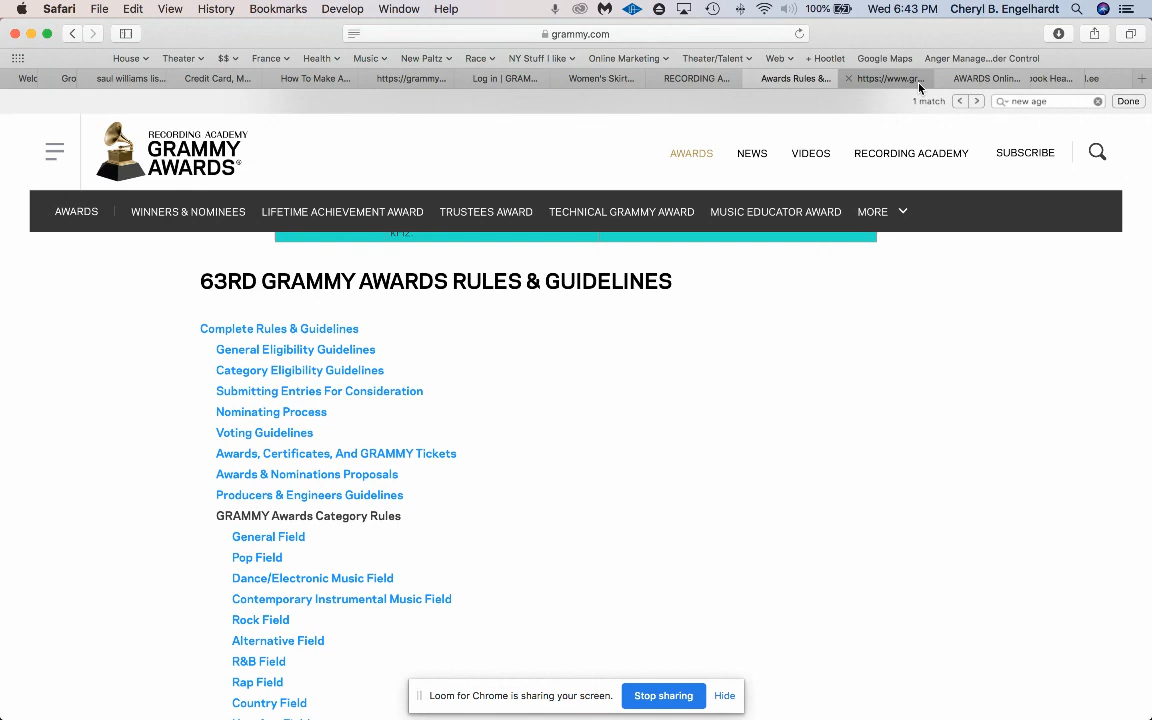 Safari File Edit View History Bookmarks Develop Window Help 100% Wed 6:43 PM Cheryl B. Engelhardt
grammy.com
House Theater $$ France Health Music New Paltz Race NY Stuff I like Online Marketing Theater/Talent Web + Hootlet Google Maps Anger Manage...der Control
Welc Gro saul williams lis... Credit Card, M... How To Make A... https://grammy... Log in | GRAM... Women's Skirt... RECORDING A... Awards Rules &... https://www.gr... AWARDS Onlin... ook Hea... l.ee
1 match new age Done
RECORDING ACADEMY
GRAMMY
AWARDS
AWARDS NEWS VIDEOS RECORDING ACADEMY SUBSCRIBE
AWARDS WINNERS & NOMINEES LIFETIME ACHIEVEMENT AWARD TRUSTEES AWARD TECHNICAL GRAMMY AWARD MUSIC EDUCATOR AWARD MORE
kHz.
63RD GRAMMY AWARDS RULES & GUIDELINES
Complete Rules & Guidelines
General Eligibility Guidelines
Category Eligibility Guidelines
Submitting Entries For Consideration
Nominating Process
Voting Guidelines
Awards, Certificates, And GRAMMY Tickets
Awards & Nominations Proposals
Producers & Engineers Guidelines
GRAMMY Awards Category Rules
General Field
Pop Field
Dance/Electronic Music Field
Contemporary Instrumental Music Field
Rock Field
Alternative Field
R&B Field
Rap Field
Country Field
Loom for Chrome is sharing your screen. Stop sharing Hide